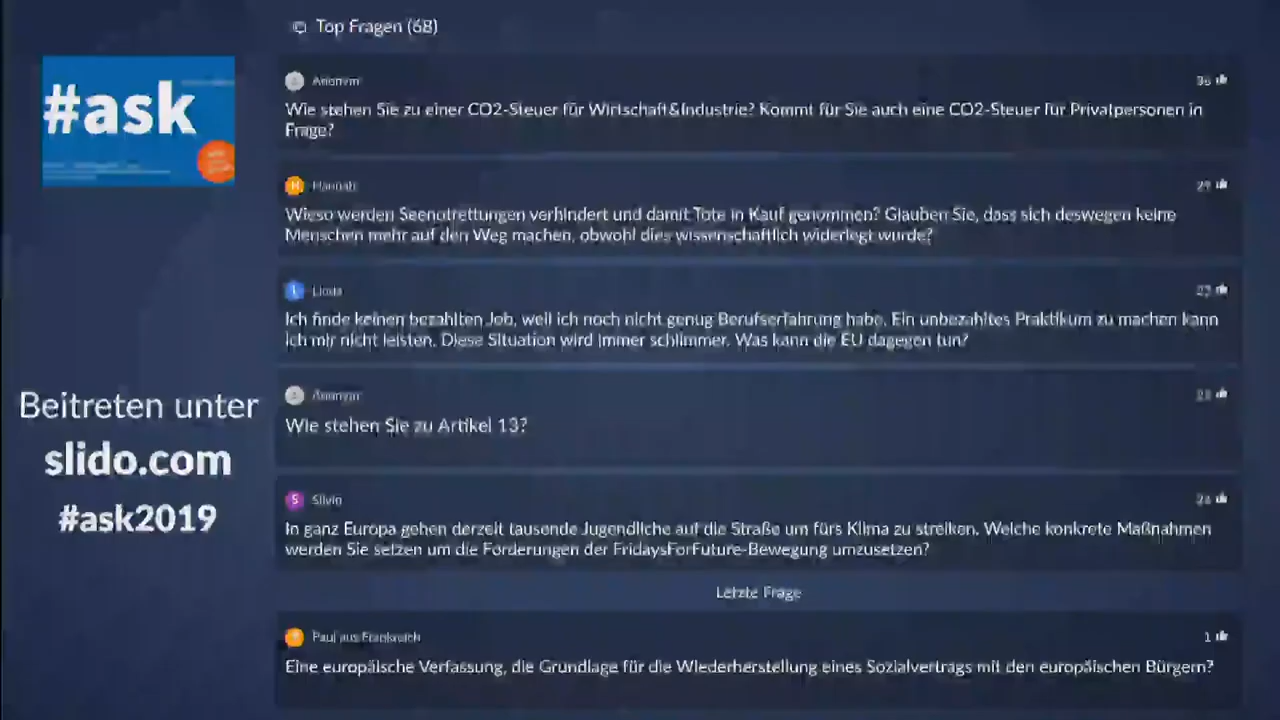 Top Fragen (68)
#ask
Anonym
36
Wie stehen Sie zu einer CO2-Steuer für Wirtschaft&Industrie? Kommt für Sie auch eine CO2-Steuer für Privatpersonen in
Frage?
Hannah
Wieso werden Seenotrettungen verhindert und damit Tote in Kauf genommen? Glauben Sie, dass sich deswegen keine
Menschen mehr auf den Weg machen, obwohl dies wissenschaftlich widerlegt wurde?
L Linda
Ich finde keinen bezahlten Job, weil ich noch nicht genug Berufserfahrung habe. Ein unbezahltes Praktikum zu machen kann
ich mir nicht leisten. Diese Situation wird immer schlimmer. Was kann die EU dagegen tun?
Anonym
Wie stehen Sie zu Artikel 13?
S Silvin
In ganz Europa gehen derzeit tausende Jugendliche auf die Straße um fürs Klima zu streiken. Welche konkrete Maßnahmen
werden Sie setzen um die Forderungen der FridaysForFuture-Bewegung umzusetzen?
Letzte Frage
Paul aus Frankreich
1
Eine europäische Verfassung, die Grundlage für die Wiederherstellung eines Sozialvertrags mit den europäischen Bürgern?
Beitreten unter
slido.com
#ask2019